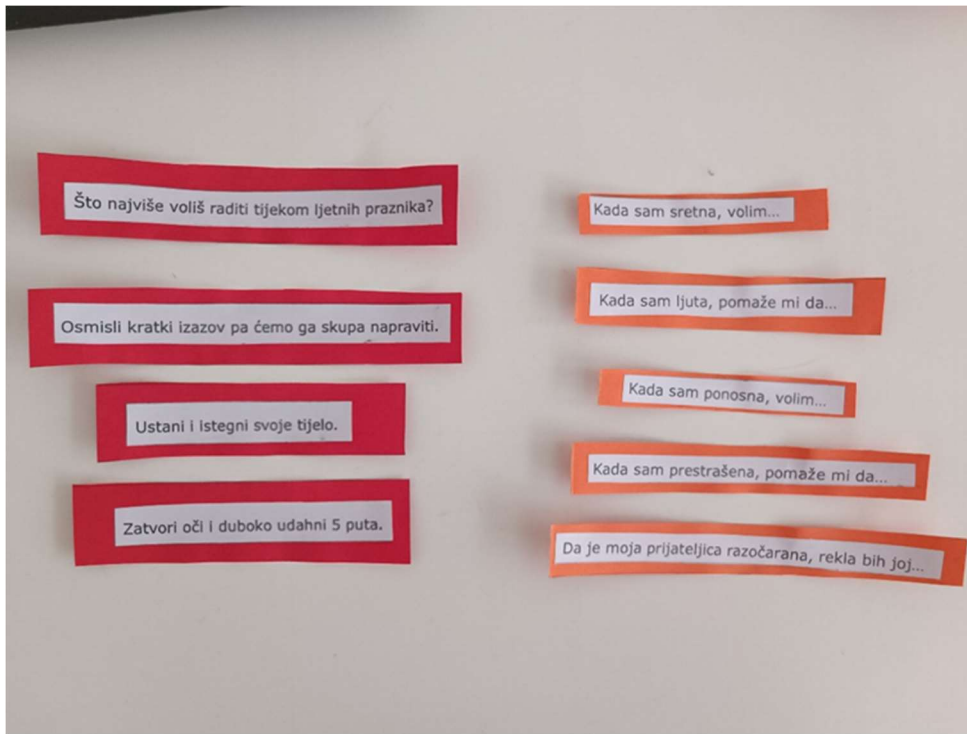 Što najviše voliš raditi tijekom ljetnih praznika?
Osmisli kratki izazov pa ćemo ga skupa napraviti.
Ustani i istegni svoje tijelo.
Zatvori oči i duboko udahni 5 puta.
Kada sam sretna, volim...
Kada sam ljuta, pomaže mi da...
Kada sam ponosna, volim...
Kada sam prestrašena, pomaže mi da...
Da je moja prijateljica razočarana, rekla bih joj...